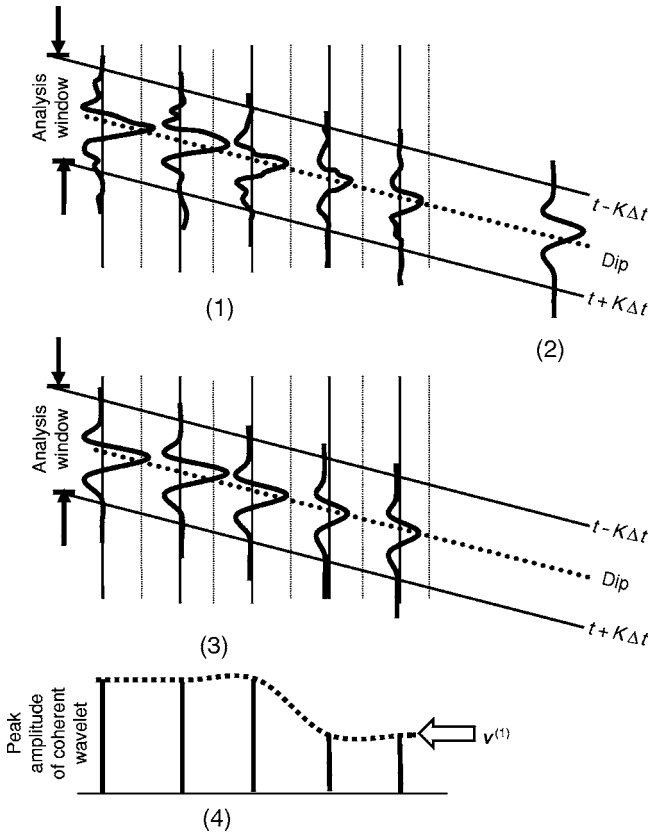 Analysis
window
t – KΔt
Dip
t + KΔt
(1)
(2)
Analysis
window
t – KΔt
Dip
t + KΔt
(3)
Peak
amplitude
of coherent
wavelet
v(1)
(4)